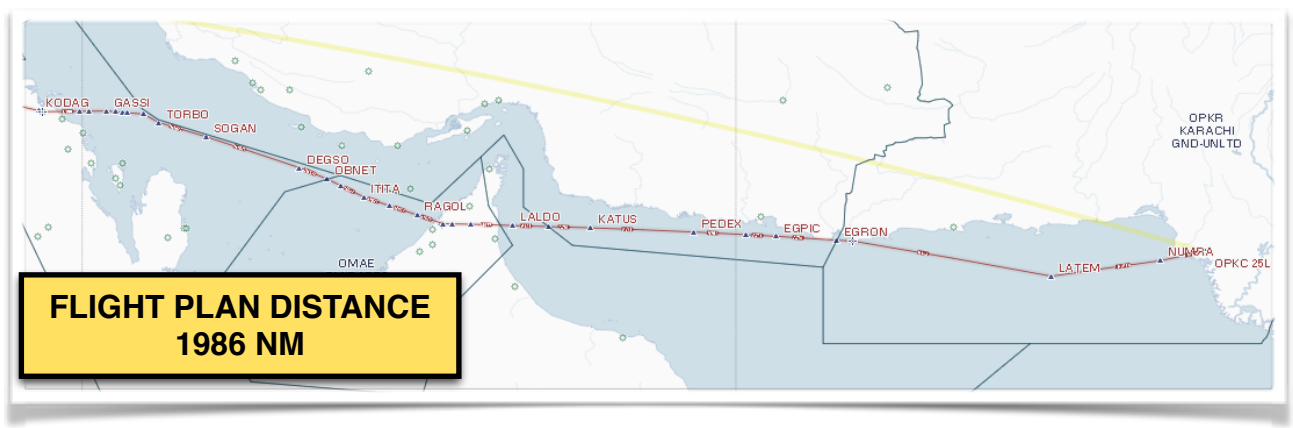 KODAG
GASSI
TORBO
SOGAN
DEGSO
OBNET
ITITA
RAGOL
LALDO
KATUS
PEDEX
EGPIC
EGRON
LATEM
NUMRA
OPKC 25L
OPKR
KARACHI
GND-UNLTD
OMAE
FLIGHT PLAN DISTANCE
1986 NM